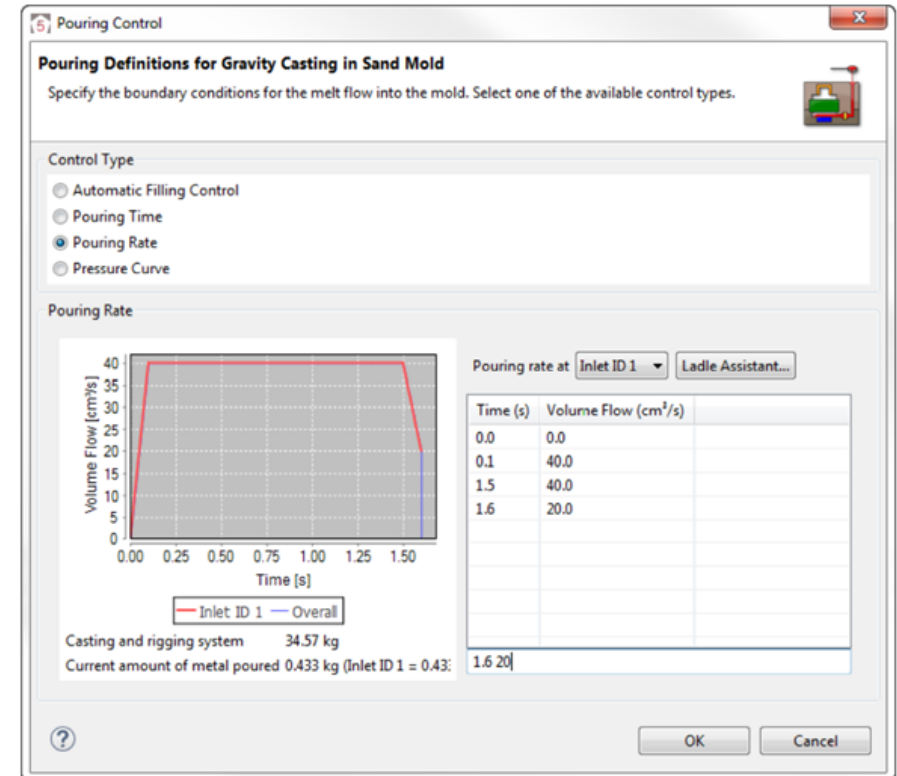 5 Pouring Control
Pouring Definitions for Gravity Casting in Sand Mold
Specify the boundary conditions for the melt flow into the mold. Select one of the available control types.
Control Type
Automatic Filling Control
Pouring Time
Pouring Rate
Pressure Curve
Pouring Rate
Volume Flow [cm³/s]
40
35
30
25
20
15
10
5
0
0.00 0.25 0.50 0.75 1.00 1.25 1.50
Time [s]
Inlet ID 1 Overall
Casting and rigging system 34.57 kg
Current amount of metal poured 0.433 kg (Inlet ID 1 = 0.43
Pouring rate at Inlet ID 1 Ladle Assistant...
Time (s) Volume Flow (cm³/s)
0.0 0.0
0.1 40.0
1.5 40.0
1.6 20.0
1.6 20
? OK Cancel